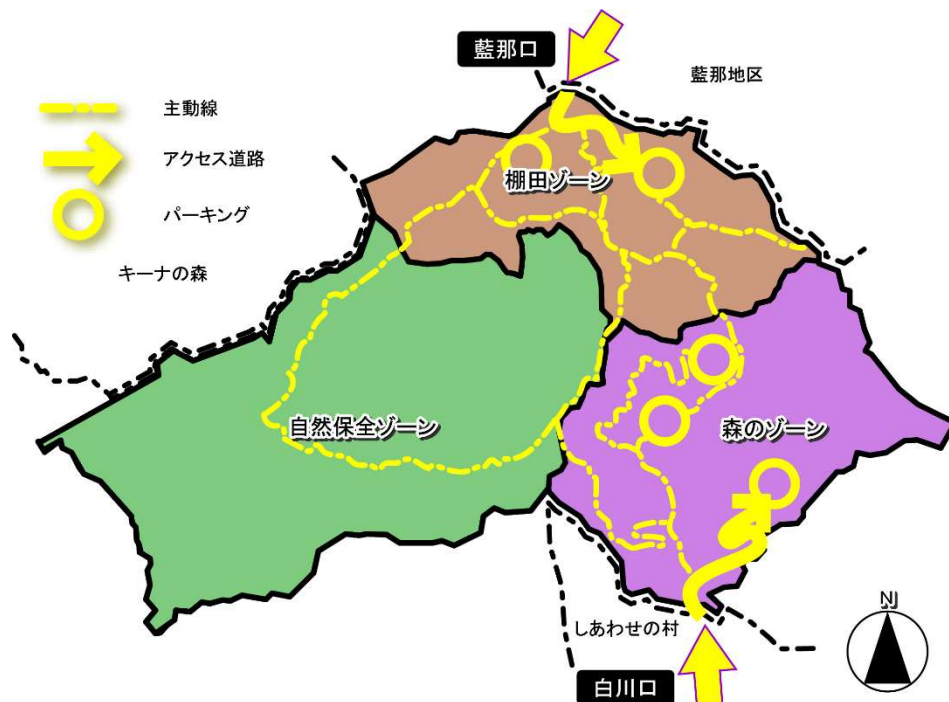 藍那口
藍那地区
主動線
アクセス道路
パーキング
棚田ゾーン
キーナの森
自然保全ゾーン
森のゾーン
しあわせの村
白川口
N